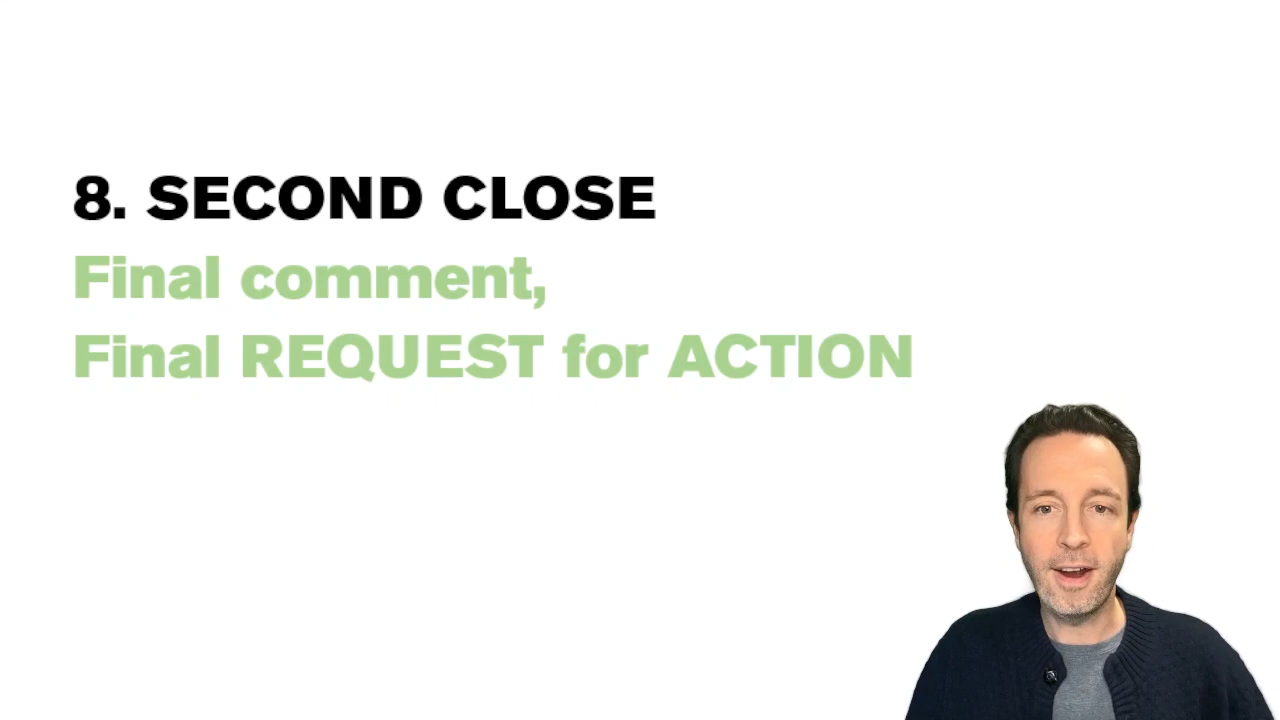 8. SECOND CLOSE
Final comment,
Final REQUEST for ACTION